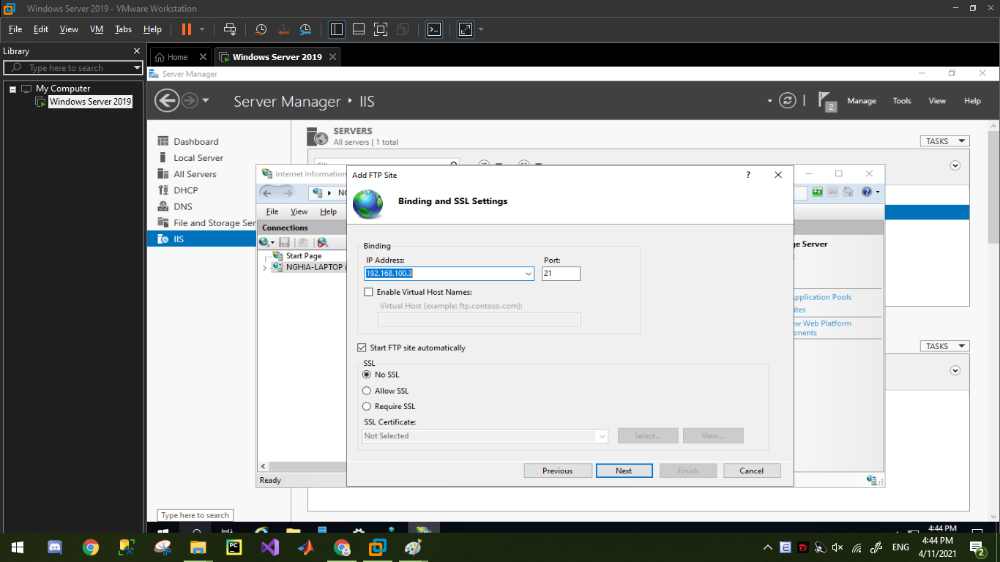 Windows Server 2019 - VMware Workstation
File Edit View VM Tabs Help
Library
Type here to search
My Computer
Windows Server 2019
Home
Windows Server 2019
Server Manager
Server Manager IIS
2
Manage Tools View Help
Dashboard
Local Server
All Servers
DHCP
DNS
File and Storage Ser
IIS
SERVERS
All servers | 1 total
TASKS
Internet Information
NG
File View Help
Connections
Start Page
NGHIA-LAPTOP (
Ready
Add FTP Site
?
Binding and SSL Settings
Binding
IP Address: Port:
192.168.100.3 21
Enable Virtual Host Names:
Virtual Host (example: ftp.contoso.com):
Start FTP site automatically
SSL
No SSL
Allow SSL
Require SSL
SSL Certificate:
Not Selected Select... View...
Previous Next Finish Cancel
ge Server
pplication Pools
ites
ew Web Platform
onents
TASKS
Type here to search
4:44 PM
PC
ENG
4:44 PM
4/11/2021
2